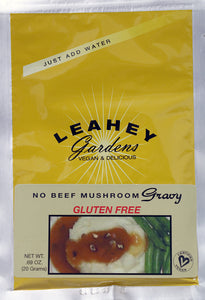 JUST ADD WATER
LEAHEY
Gardens
VEGAN & DELICIOUS
NO BEEF MUSHROOM Gravy
GLUTEN FREE
NET WT.
.69 OZ.
(20 Grams)